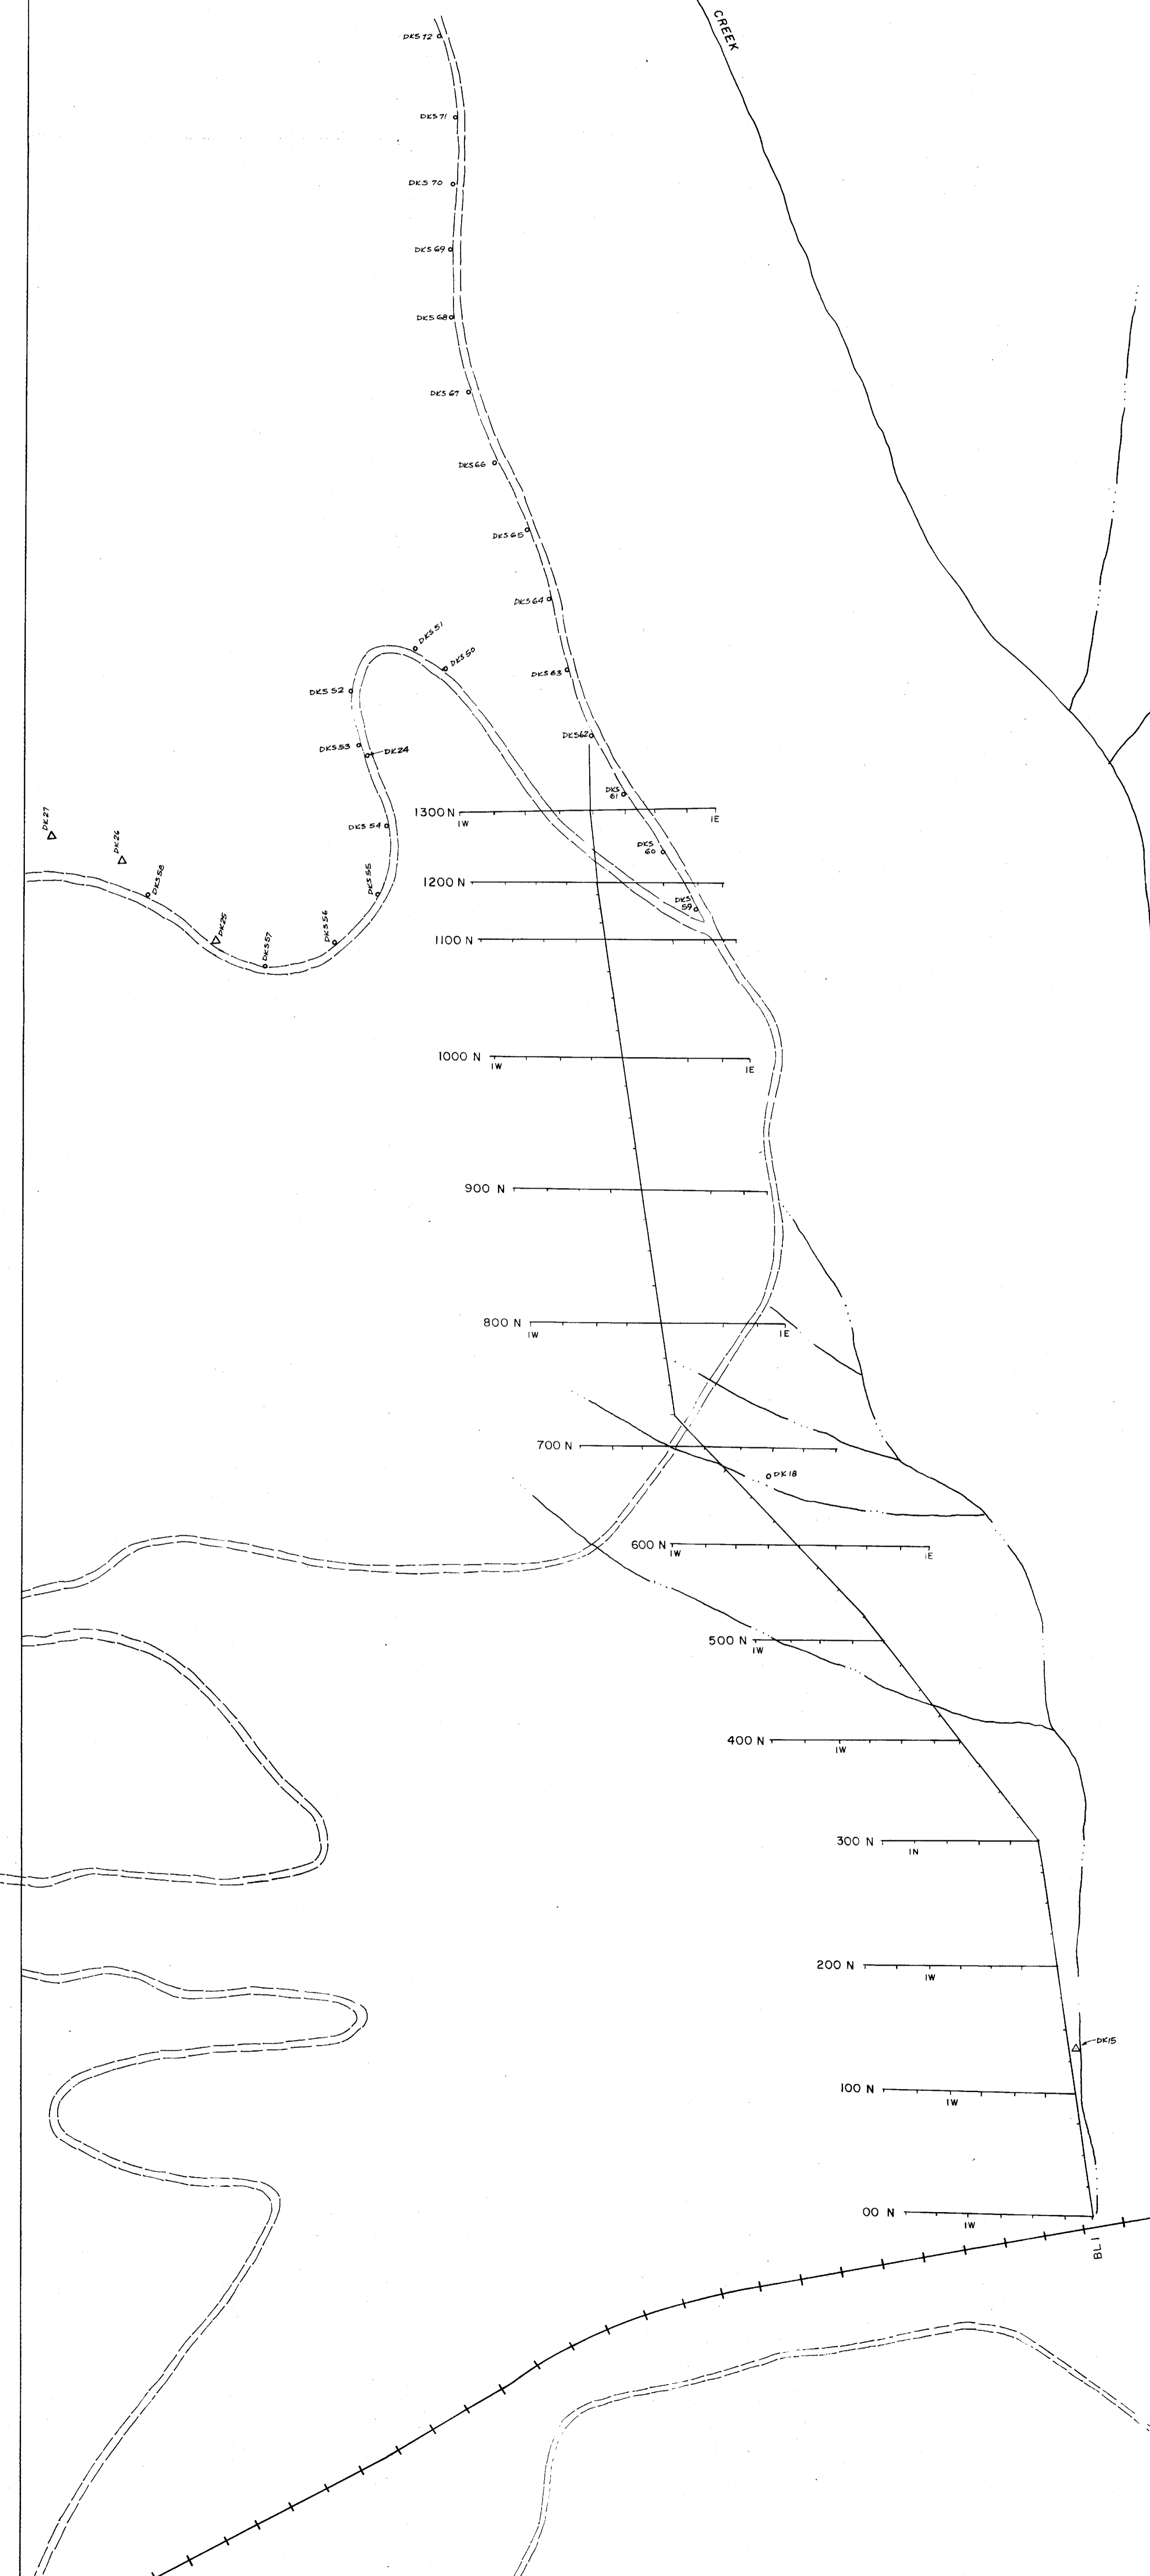 CREEK
DKS 72
DKS 71
DKS 70
DKS 69
DKS 68
DKS 67
DKS 66
DKS 65
DKS 64
DKS 51
DKS 50
DKS 63
DKS 52
DKS 62
DKS 53
DK24
DKS
61
1300 N
1W
1E
DKS 54
DK27
DK26
DKS
60
DKS 58
DKS 55
1200 N
DKS
59
DK25
DKS 56
DKS 57
1100 N
1000 N
1W
1E
900 N
800 N
1W
1E
700 N
DK18
600 N
1W
1E
500 N
1W
400 N
1W
300 N
1N
200 N
1W
DK15
100 N
1W
00 N
1W
BL 1